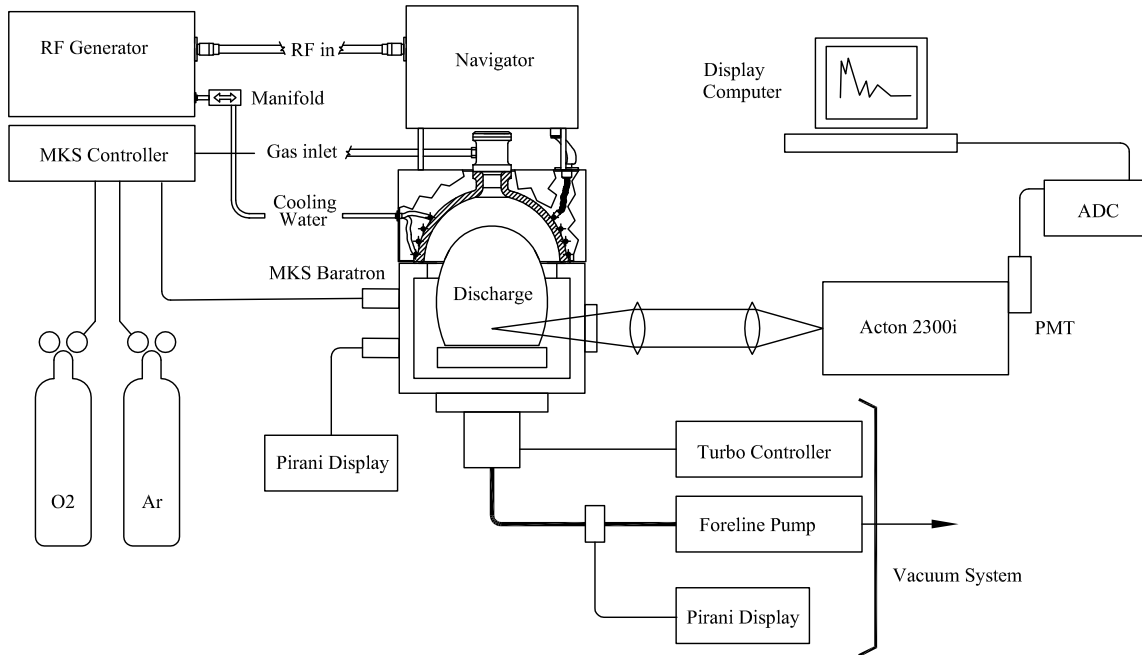 RF Generator
RF in
Navigator
Display
Computer
Manifold
MKS Controller
Gas inlet
Cooling
Water
ADC
MKS Baratron
Discharge
Acton 2300i
PMT
Pirani Display
Turbo Controller
O2
Ar
Foreline Pump
Vacuum System
Pirani Display